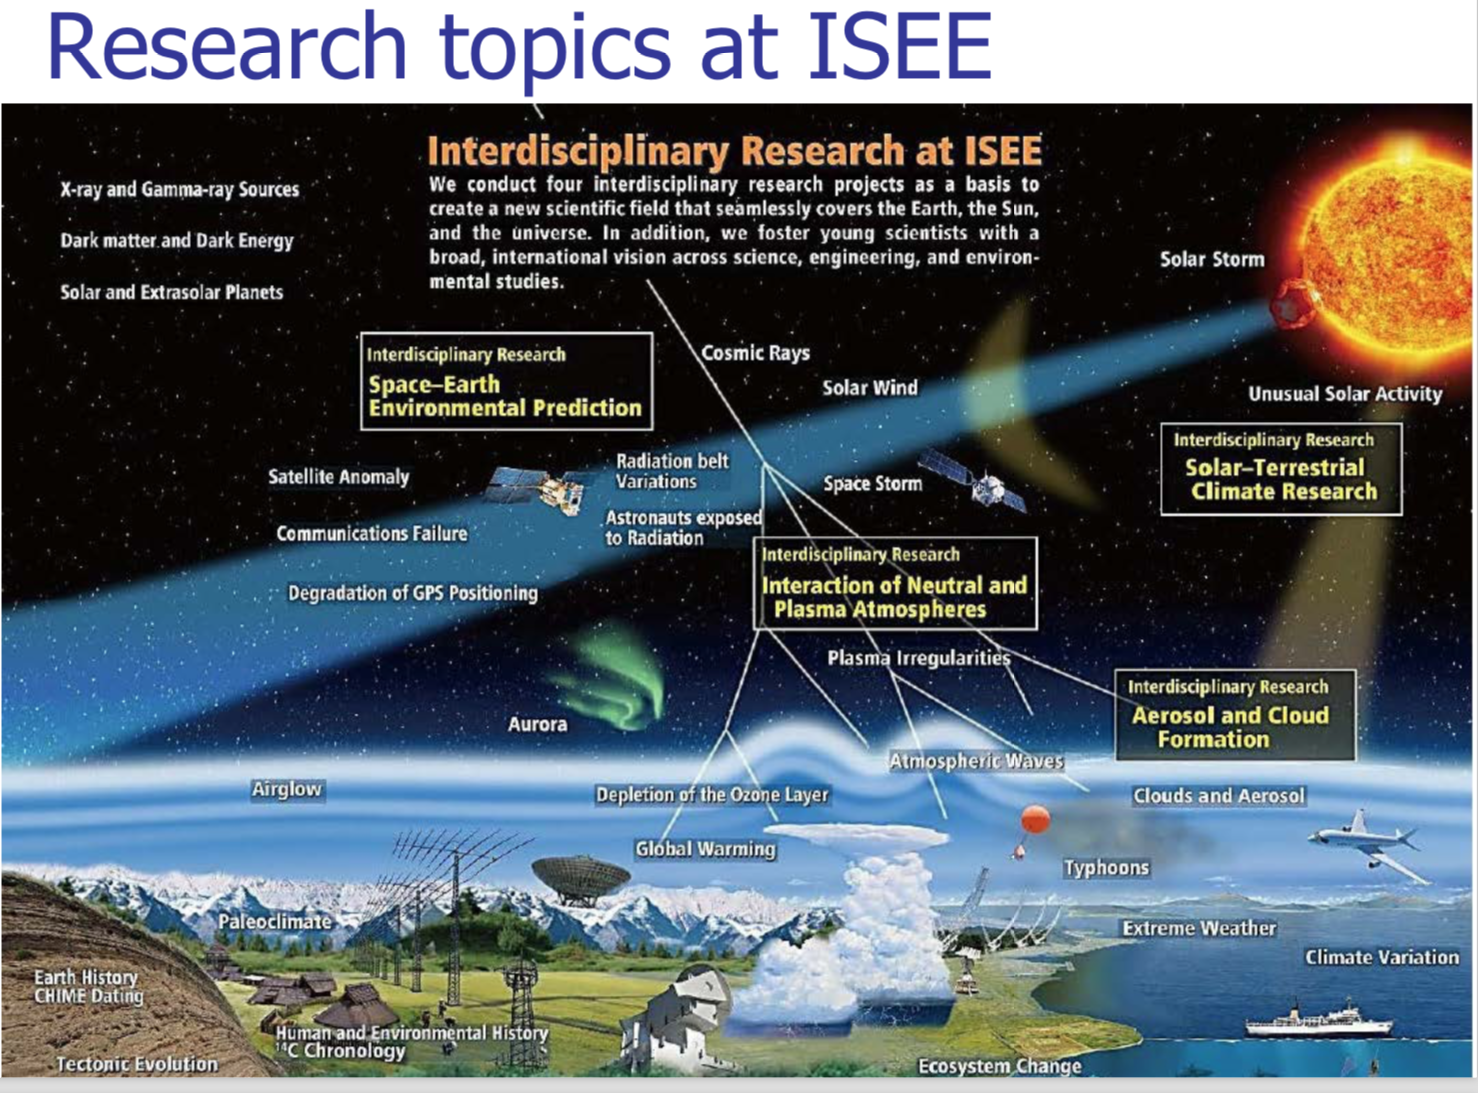 Research topics at ISEE
Interdisciplinary Research at ISEE
We conduct four interdisciplinary research projects as a basis to
create a new scientific field that seamlessly covers the Earth, the Sun,
and the universe. In addition, we foster young scientists with a
broad, international vision across science, engineering, and environ-
mental studies.
X-ray and Gamma-ray Sources
Dark matter and Dark Energy
Solar and Extrasolar Planets
Solar Storm
Interdisciplinary Research
Space–Earth
Environmental Prediction
Cosmic Rays
Solar Wind
Unusual Solar Activity
Interdisciplinary Research
Solar–Terrestrial
Climate Research
Satellite Anomaly
Radiation belt
Variations
Space Storm
Communications Failure
Astronauts exposed
to Radiation
Degradation of GPS Positioning
Interdisciplinary Research
Interaction of Neutral and
Plasma Atmospheres
Plasma Irregularities
Interdisciplinary Research
Aerosol and Cloud
Formation
Aurora
Atmospheric Waves
Airglow
Depletion of the Ozone Layer
Clouds and Aerosol
Global Warming
Typhoons
Paleoclimate
Extreme Weather
Climate Variation
Earth History
CHIME Dating
Human and Environmental History
¹⁴C Chronology
Tectonic Evolution
Ecosystem Change